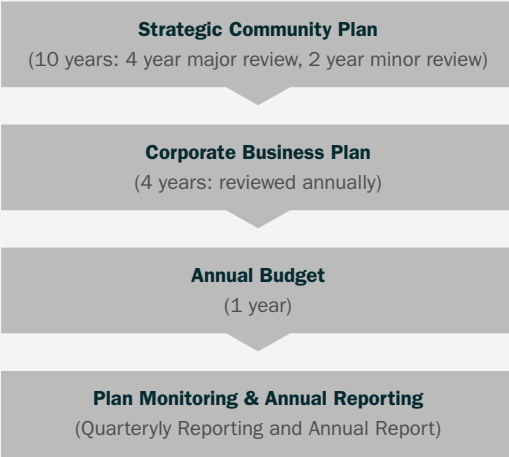 Strategic Community Plan
(10 years: 4 year major review, 2 year minor review)
Corporate Business Plan
(4 years: reviewed annually)
Annual Budget
(1 year)
Plan Monitoring & Annual Reporting
(Quarteryly Reporting and Annual Report)